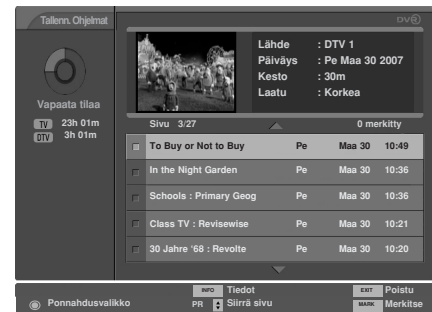 Tallenn. Ohjelmat
Lähde : DTV 1
Päiväys : Pe Maa 30 2007
Kesto : 30m
Laatu : Korkea
Vapaata tilaa
TV 23h 01m
DTV 3h 01m
Sivu 3/27 0 merkitty
To Buy or Not to Buy Pe Maa 30 10:49
In the Night Garden Pe Maa 30 10:36
Schools : Primary Geog Pe Maa 30 10:36
Class TV : Revisewise Pe Maa 30 10:21
30 Jahre '68 : Revolte Pe Maa 30 10:20
INFO Tiedot EXIT Poistu
Ponnahdusvalikko PR Siirrä sivu MARK Merkitse